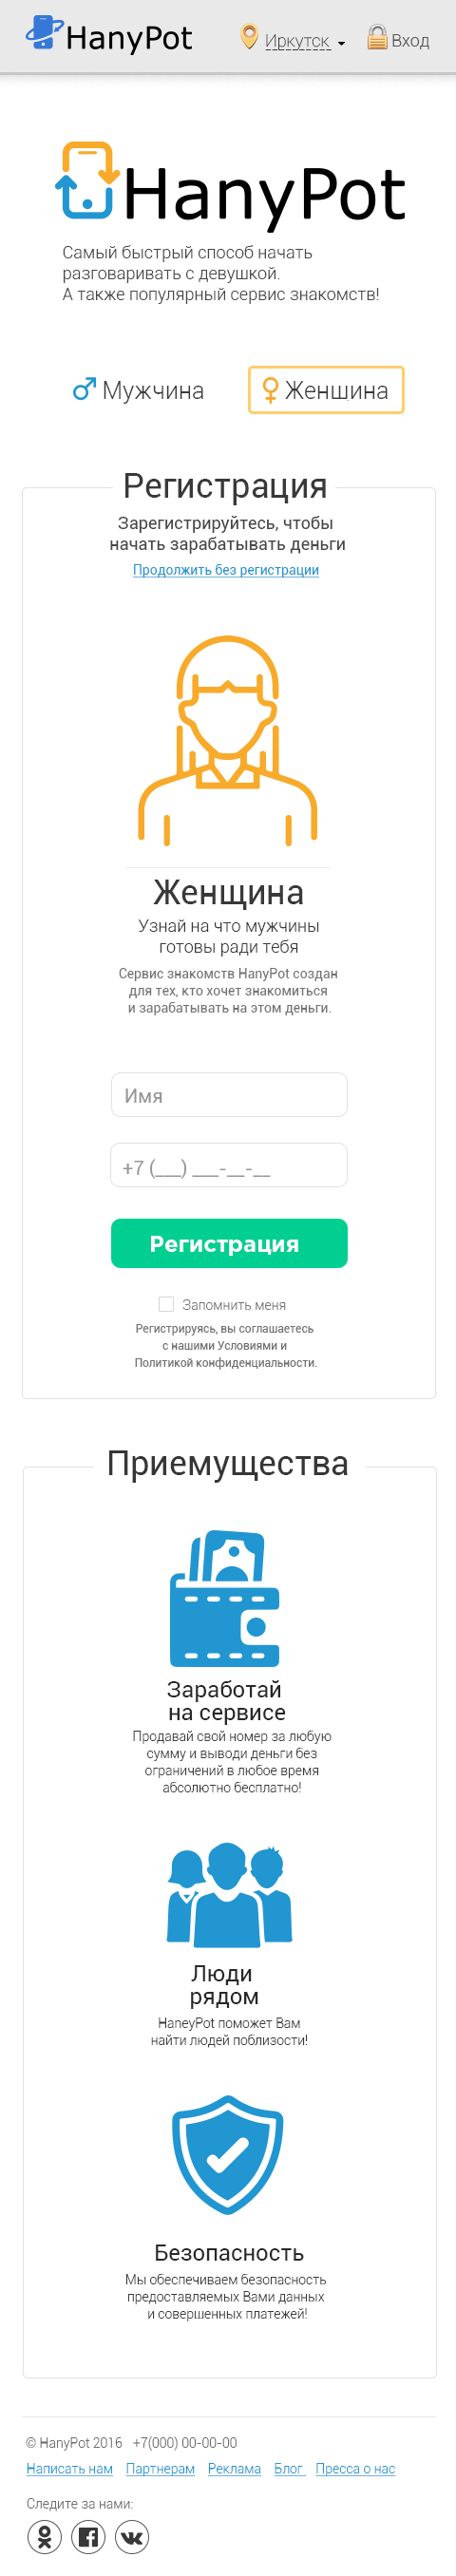 HanyPot
Иркутск
Вход
HanyPot
Самый быстрый способ начать
разговаривать с девушкой.
А также популярный сервис знакомств!
Мужчина
Женщина
Регистрация
Зарегистрируйтесь, чтобы
начать зарабатывать деньги
Продолжить без регистрации
Женщина
Узнай на что мужчины
готовы ради тебя
Сервис знакомств HanyPot создан
для тех, кто хочет знакомиться
и зарабатывать на этом деньги.
Имя
+7 (___) ___-__-__
Регистрация
Запомнить меня
Регистрируясь, вы соглашаетесь
с нашими Условиями и
Политикой конфиденциальности.
Приемущества
Заработай
на сервисе
Продавай свой номер за любую
сумму и выводи деньги без
ограничений в любое время
абсолютно бесплатно!
Люди
рядом
HaneyPot поможет Вам
найти людей поблизости!
Безопасность
Мы обеспечиваем безопасность
предоставляемых Вами данных
и совершенных платежей!
© HanyPot 2016 +7(000) 00-00-00
Написать нам Партнерам Реклама Блог Пресса о нас
Следите за нами: